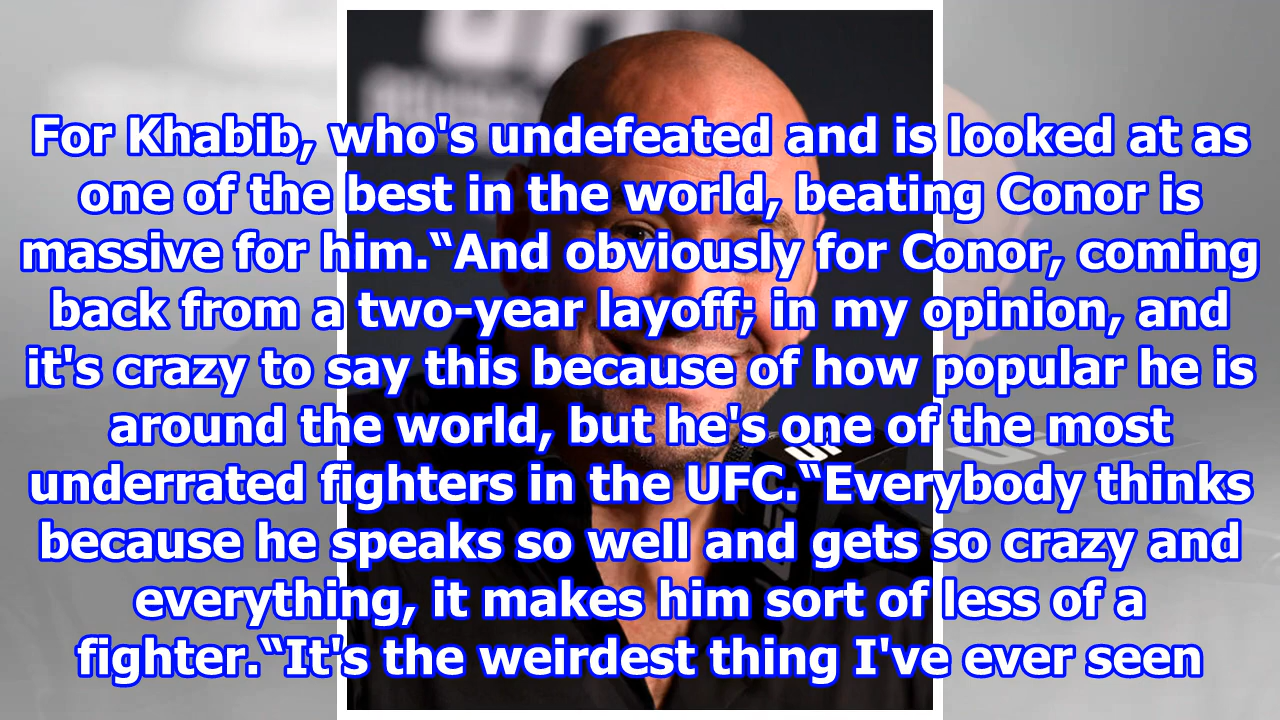 For Khabib, who's undefeated and is looked at as
one of the best in the world, beating Conor is
massive for him.“And obviously for Conor, coming
back from a two-year layoff; in my opinion, and
it's crazy to say this because of how popular he is
around the world, but he's one of the most
underrated fighters in the UFC.“Everybody thinks
because he speaks so well and gets so crazy and
everything, it makes him sort of less of a
fighter.“It's the weirdest thing I've ever seen